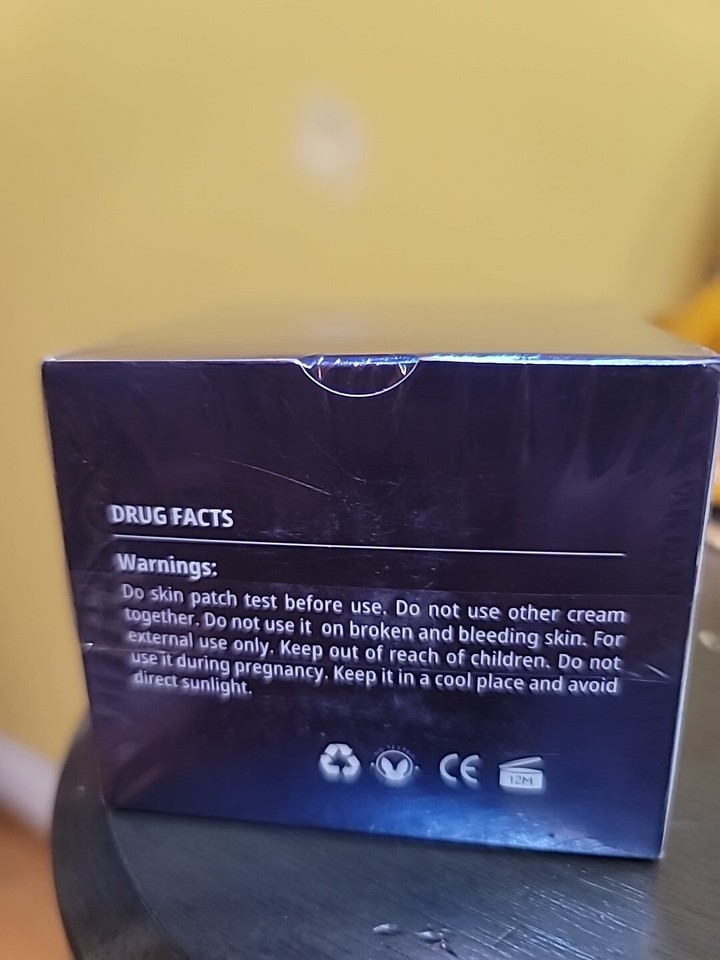 DRUG FACTS
Warnings:
Do skin patch test before use. Do not use other cream
together. Do not use it on broken and bleeding skin. For
external use only. Keep out of reach of children. Do not
use it during pregnancy. Keep it in a cool place and avoid
direct sunlight.
CE
12M